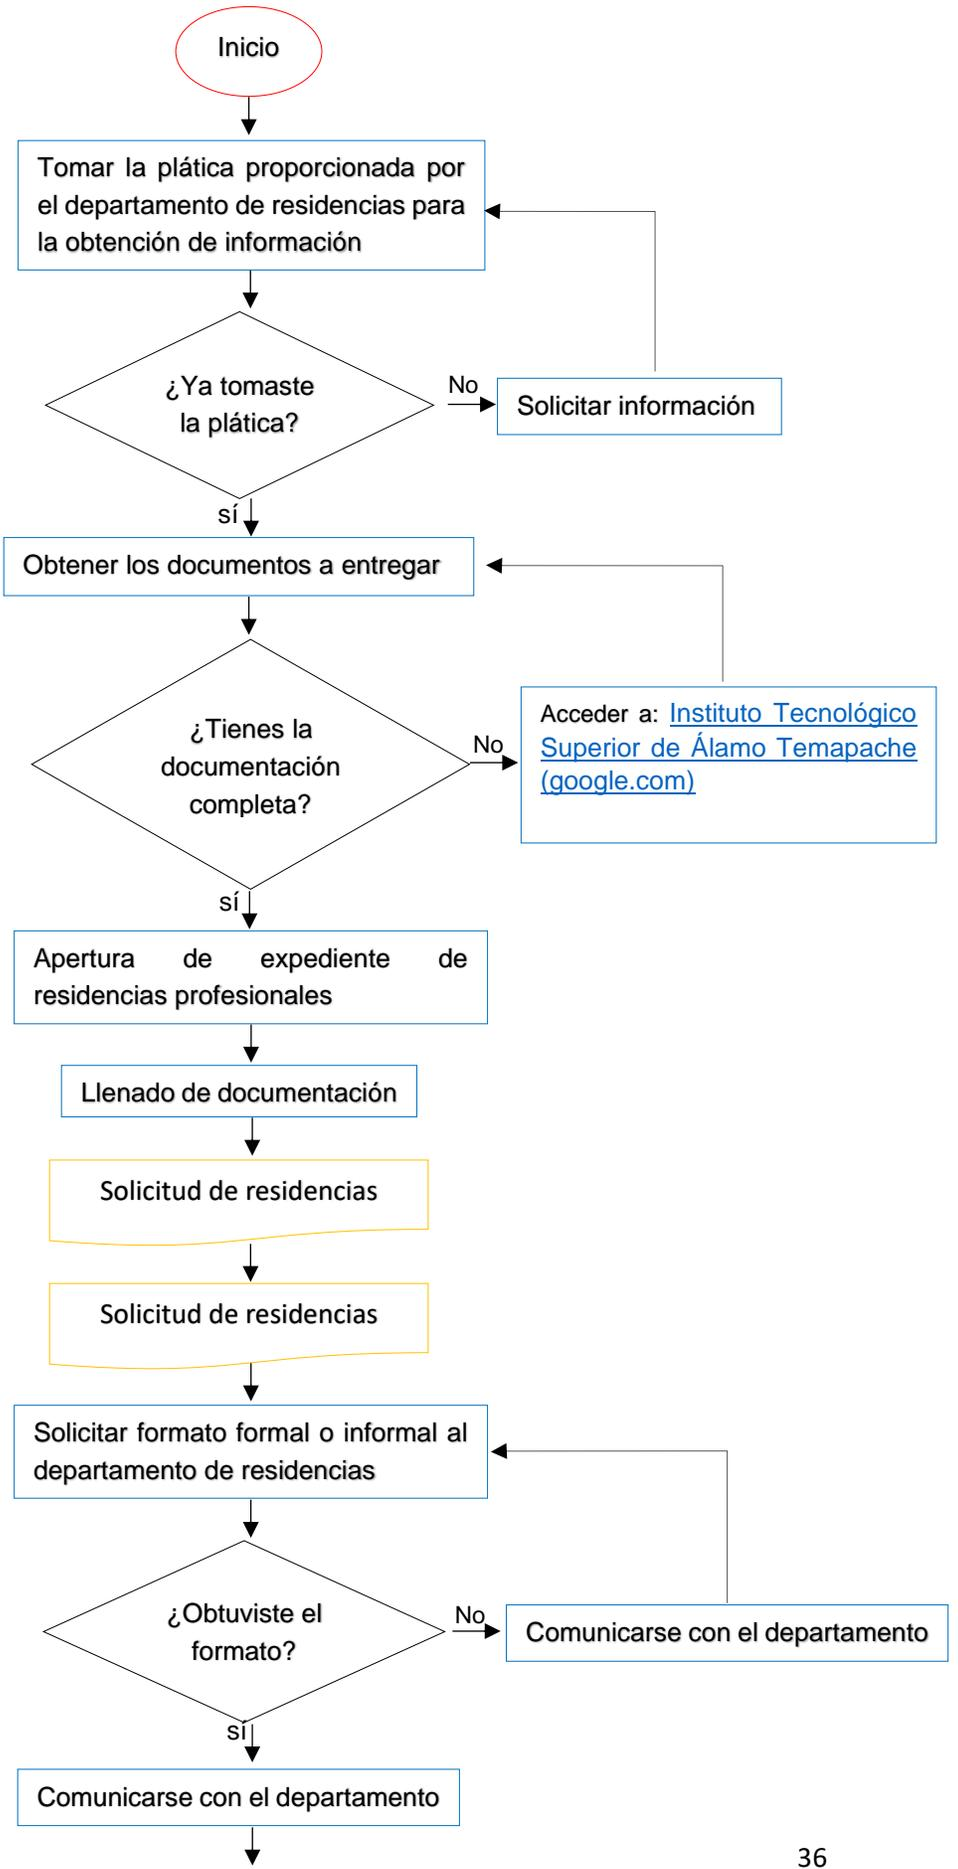 Inicio
Tomar la plática proporcionada por
el departamento de residencias para
la obtención de información
¿Ya tomaste
la plática?
No
Solicitar información
sí
Obtener los documentos a entregar
¿Tienes la
documentación
completa?
No
Acceder a: Instituto Tecnológico
Superior de Álamo Temapache
(google.com)
sí
Apertura de expediente de
residencias profesionales
Llenado de documentación
Solicitud de residencias
Solicitud de residencias
Solicitar formato formal o informal al
departamento de residencias
¿Obtuviste el
formato?
No
Comunicarse con el departamento
sí
Comunicarse con el departamento
36